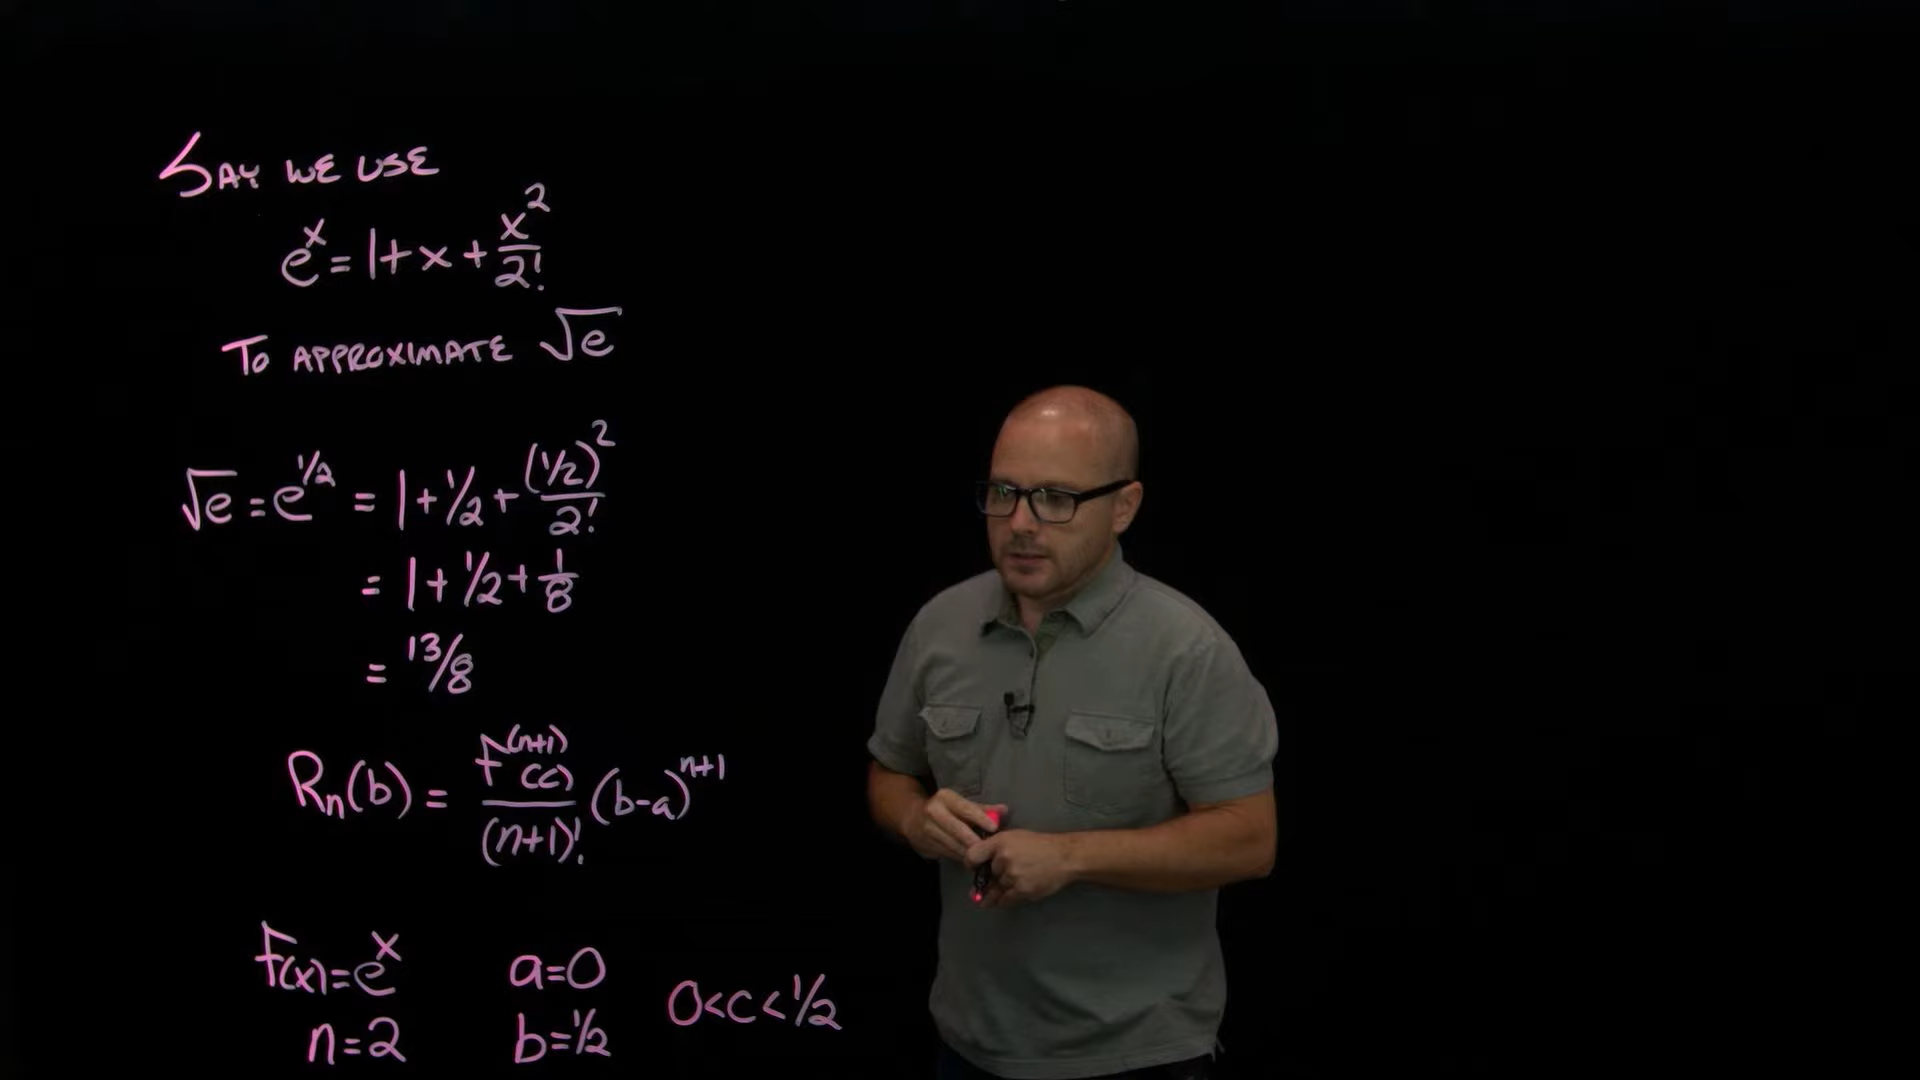 SAY WE USE
e^x = 1 + x + x^2/2!
TO APPROXIMATE √e
√e = e^1/2 = 1 + 1/2 + (1/2)^2/2!
= 1 + 1/2 + 1/8
= 13/8
Rn(b) = f^(n+1)(c)/(n+1)! (b-a)^n+1
f(x) = e^x a=0
0<c<1/2
n=2 b=1/2